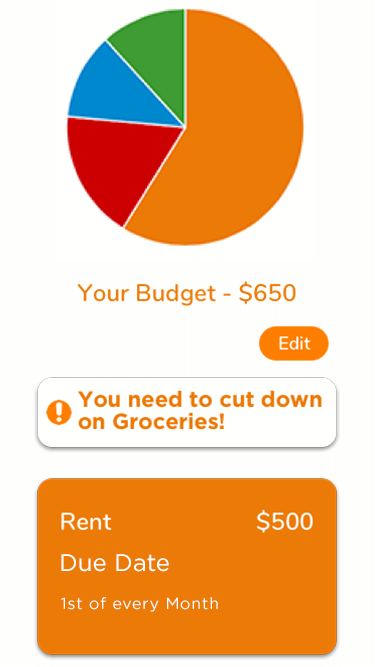 Your Budget - $650
Edit
You need to cut down
on Groceries!
Rent $500
Due Date
1st of every Month